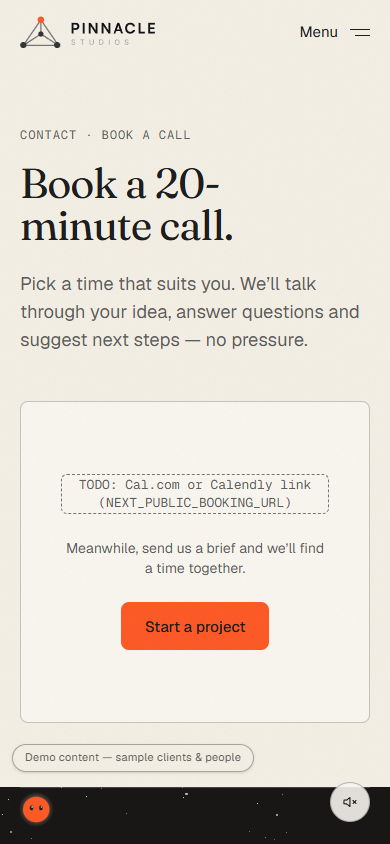 PINNACLE
STUDIOS
Menu
CONTACT · BOOK A CALL
Book a 20-
minute call.
Pick a time that suits you. We’ll talk
through your idea, answer questions and
suggest next steps — no pressure.
TODO: Cal.com or Calendly link
(NEXT_PUBLIC_BOOKING_URL)
Meanwhile, send us a brief and we’ll find
a time together.
Start a project
Demo content — sample clients & people